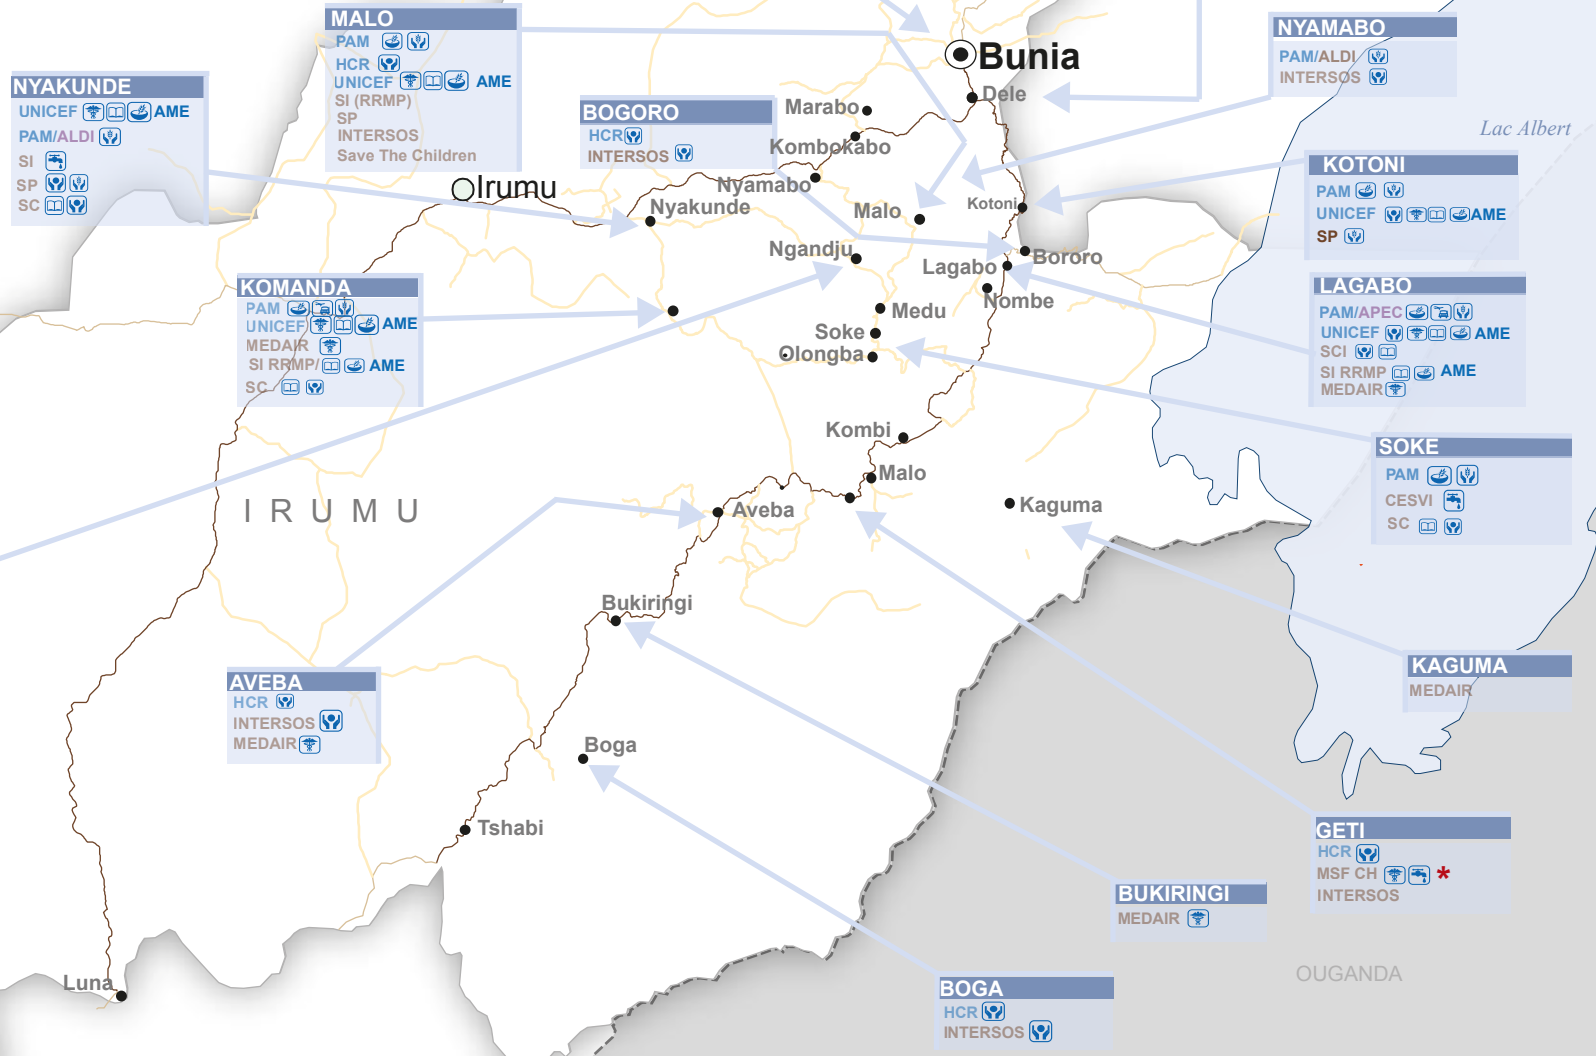 MALO
PAM
HCR
UNICEF AME
SI (RRMP)
SP
INTERSOS
Save The Children
NYAKUNDE
UNICEF AME
PAM/ALDI
SI
SP
SC
BOGORO
HCR
INTERSOS
NYAMABO
PAM/ALDI
INTERSOS
Bunia
Dele
Marabo
Kombokabo
Nyamabo
Irumu
Nyakunde
Malo
Kotoni
Ngandju
Lagabo
Bororo
Nombe
Medu
Soke
Olongba
Lac Albert
KOTONI
PAM
UNICEF AME
SP
LAGABO
PAM/APEC
UNICEF AME
SCI
SI RRMP AME
MEDAIR
KOMANDA
PAM
UNICEF AME
MEDAIR
SI RRMP/ AME
SC
SOKE
PAM
CESVI
SC
Kombi
Malo
Kaguma
Aveba
IRUMU
Bukiringi
AVEBA
HCR
INTERSOS
MEDAIR
KAGUMA
MEDAIR
Boga
Tshabi
GETI
HCR
MSF CH *
INTERSOS
BUKIRINGI
MEDAIR
Luna
BOGA
HCR
INTERSOS
OUGANDA